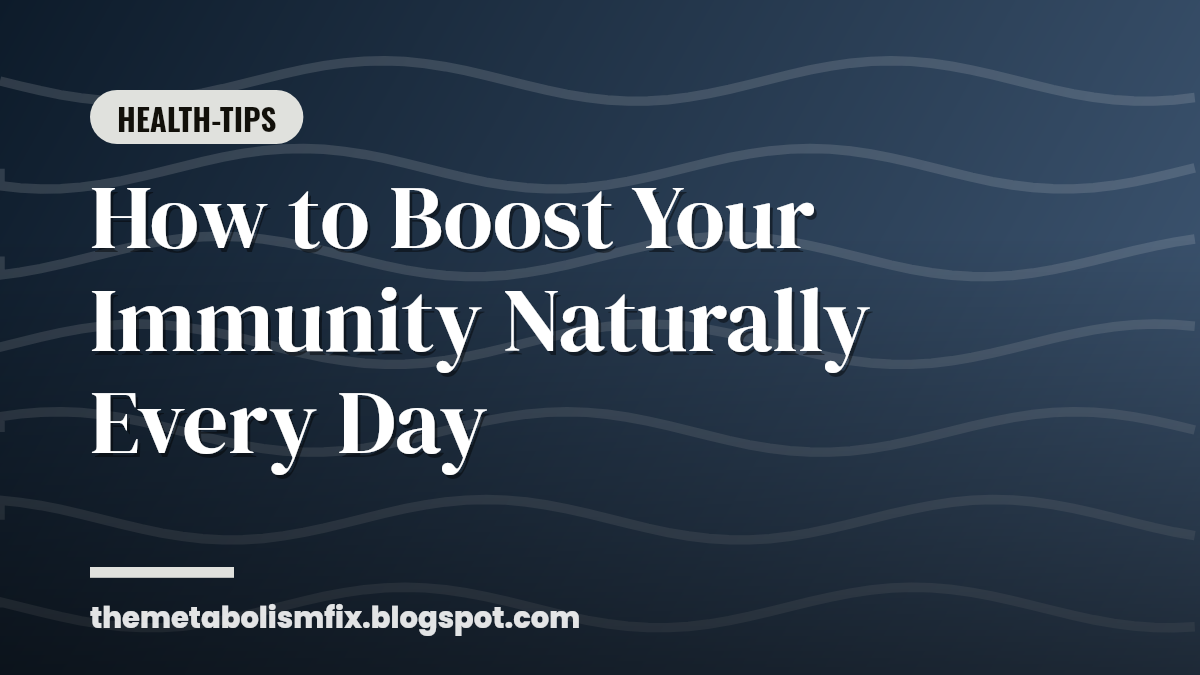 HEALTH-TIPS
How to Boost Your
Immunity Naturally
Every Day
themetabolismfix.blogspot.com